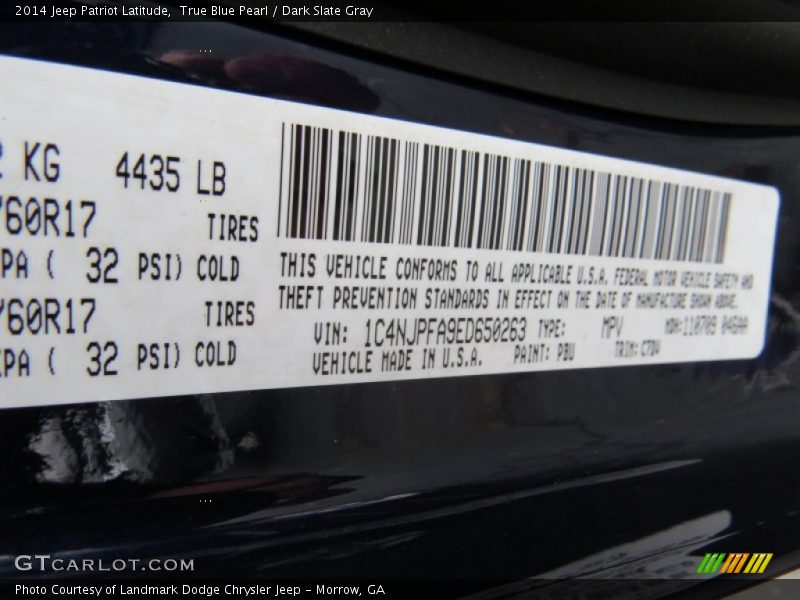 2014 Jeep Patriot Latitude,  True Blue Pearl / Dark Slate Gray
KG 4435 LB
/60R17 TIRES
PA ( 32 PSI) COLD
/60R17 TIRES
PA ( 32 PSI) COLD
THIS VEHICLE CONFORMS TO ALL APPLICABLE U.S.A. FEDERAL MOTOR VEHICLE SAFETY AND
THEFT PREVENTION STANDARDS IN EFFECT ON THE DATE OF MANUFACTURE SHOWN ABOVE.
VIN: 1C4NJPFA9ED650263 TYPE: MPV MDH:110709
VEHICLE MADE IN U.S.A. PAINT: PBU TRIM:
GTCARLOT.COM
Photo Courtesy of Landmark Dodge Chrysler Jeep - Morrow, GA